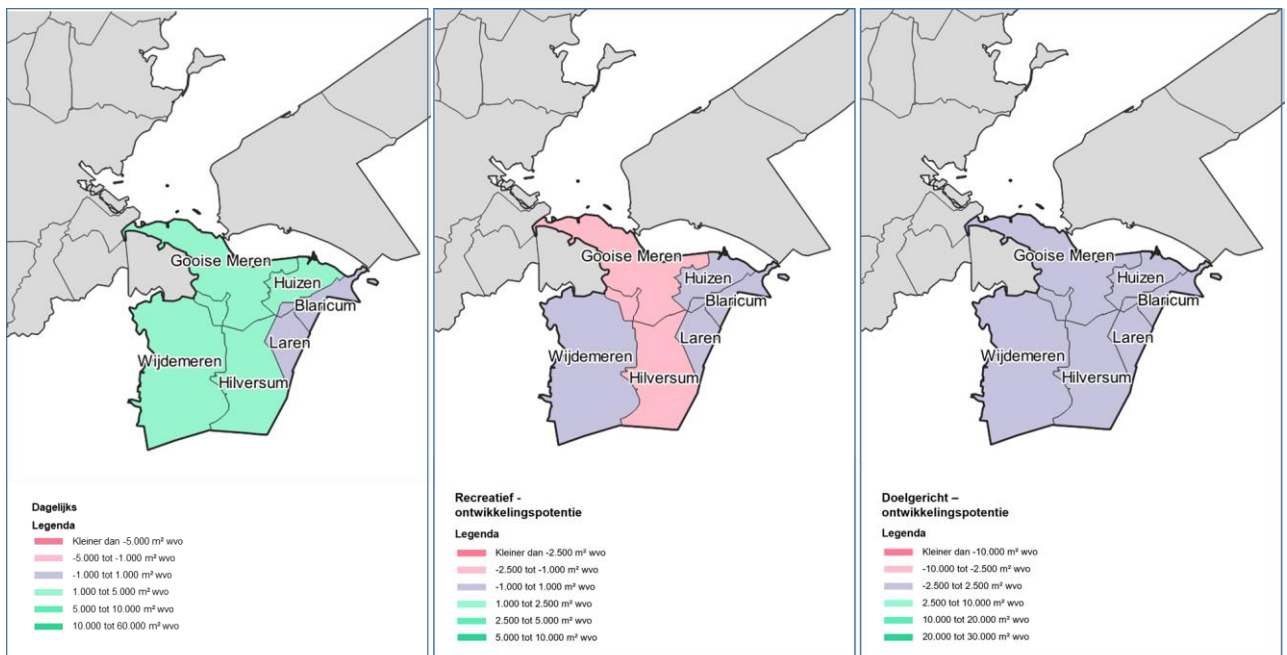 Gooise Meren
Huizen
Blaricum
Laren
Wijdemeren
Hilversum
Dagelijks
Legenda
Kleiner dan -5.000 m² wvo
-5.000 tot -1.000 m² wvo
-1.000 tot 1.000 m² wvo
1.000 tot 5.000 m² wvo
5.000 tot 10.000 m² wvo
10.000 tot 60.000 m² wvo
Gooise Meren
Huizen
Blaricum
Laren
Wijdemeren
Hilversum
Recreatief -
ontwikkelingspotentie
Legenda
Kleiner dan -2.500 m² wvo
-2.500 tot -1.000 m² wvo
-1.000 tot 1.000 m² wvo
1.000 tot 2.500 m² wvo
2.500 tot 5.000 m² wvo
5.000 tot 10.000 m² wvo
Gooise Meren
Huizen
Blaricum
Laren
Wijdemeren
Hilversum
Doelgericht –
ontwikkelingspotentie
Legenda
Kleiner dan -10.000 m² wvo
-10.000 tot -2.500 m² wvo
-2.500 tot 2.500 m² wvo
2.500 tot 10.000 m² wvo
10.000 tot 20.000 m² wvo
20.000 tot 30.000 m² wvo